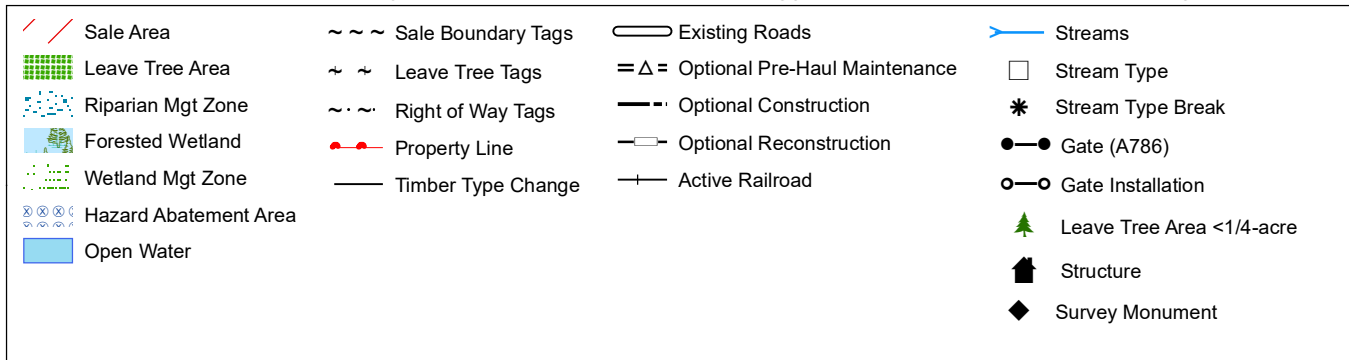 Sale Area
Leave Tree Area
Riparian Mgt Zone
Forested Wetland
Wetland Mgt Zone
Hazard Abatement Area
Open Water
Sale Boundary Tags
Leave Tree Tags
Right of Way Tags
Property Line
Timber Type Change
Existing Roads
Optional Pre-Haul Maintenance
Optional Construction
Optional Reconstruction
Active Railroad
Streams
Stream Type
Stream Type Break
Gate (A786)
Gate Installation
Leave Tree Area <1/4-acre
Structure
Survey Monument